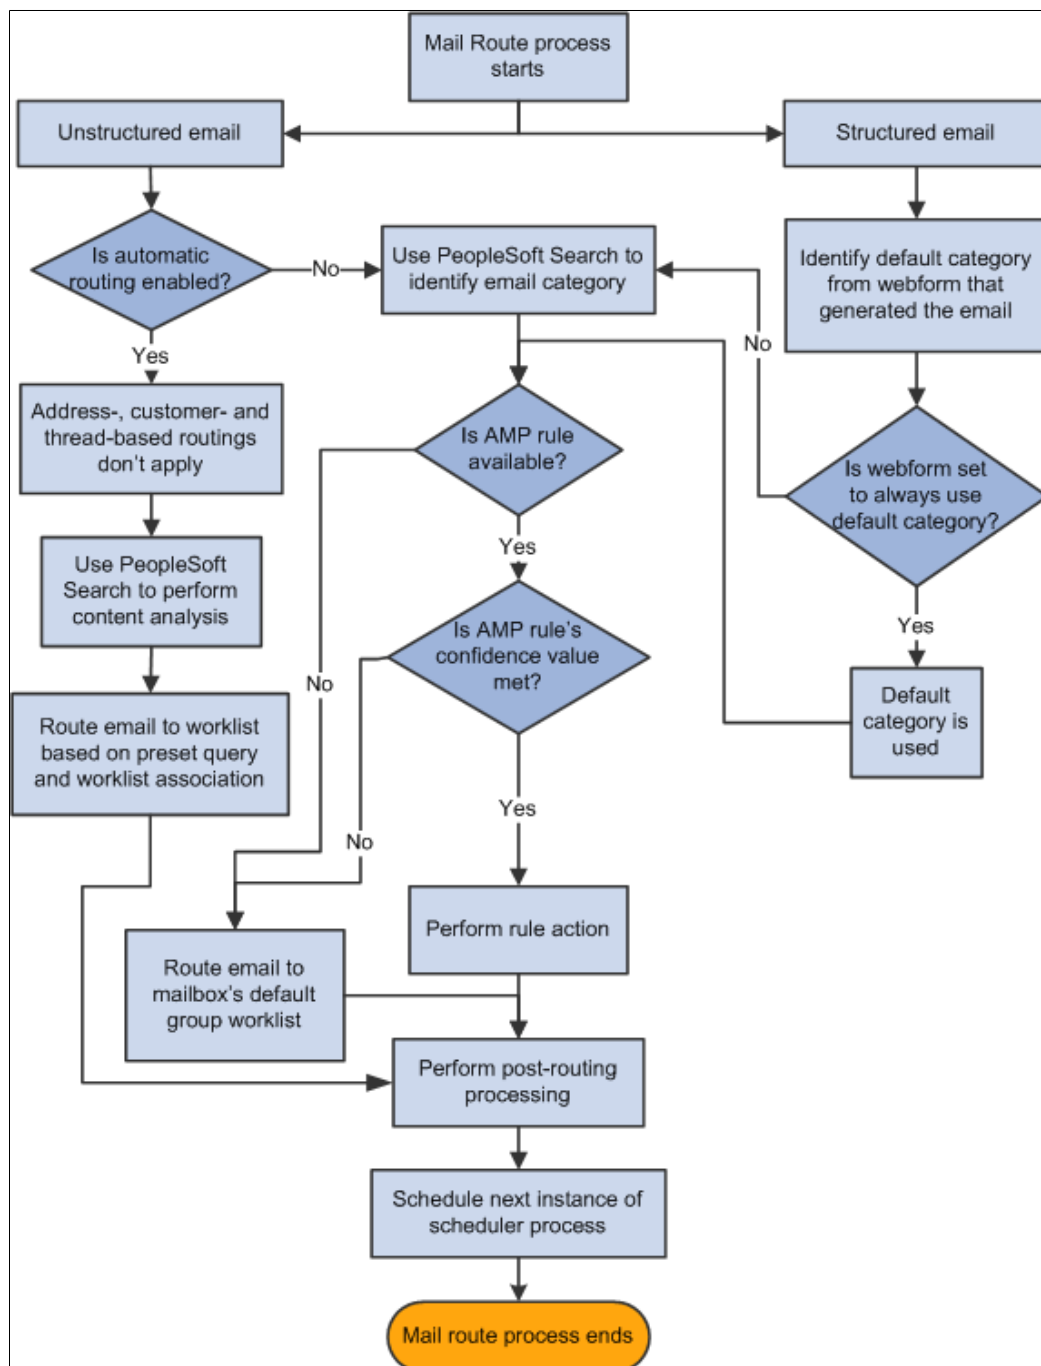 Mail Route process
starts
Unstructured email
Structured email
Is automatic
routing enabled?
No
Use PeopleSoft Search to
identify email category
Identify default category
from webform that
generated the email
No
Yes
Address-, customer- and
thread-based routings
don't apply
Is AMP rule
available?
Is webform set
to always use
default category?
Yes
Use PeopleSoft
Search to perform
content analysis
Is AMP rule's
confidence value
met?
Yes
No
Default
category is
used
Route email to worklist
based on preset query
and worklist association
Yes
No
Perform rule action
Route email to
mailbox's default
group worklist
Perform post-routing
processing
Schedule next instance of
scheduler process
Mail route process ends